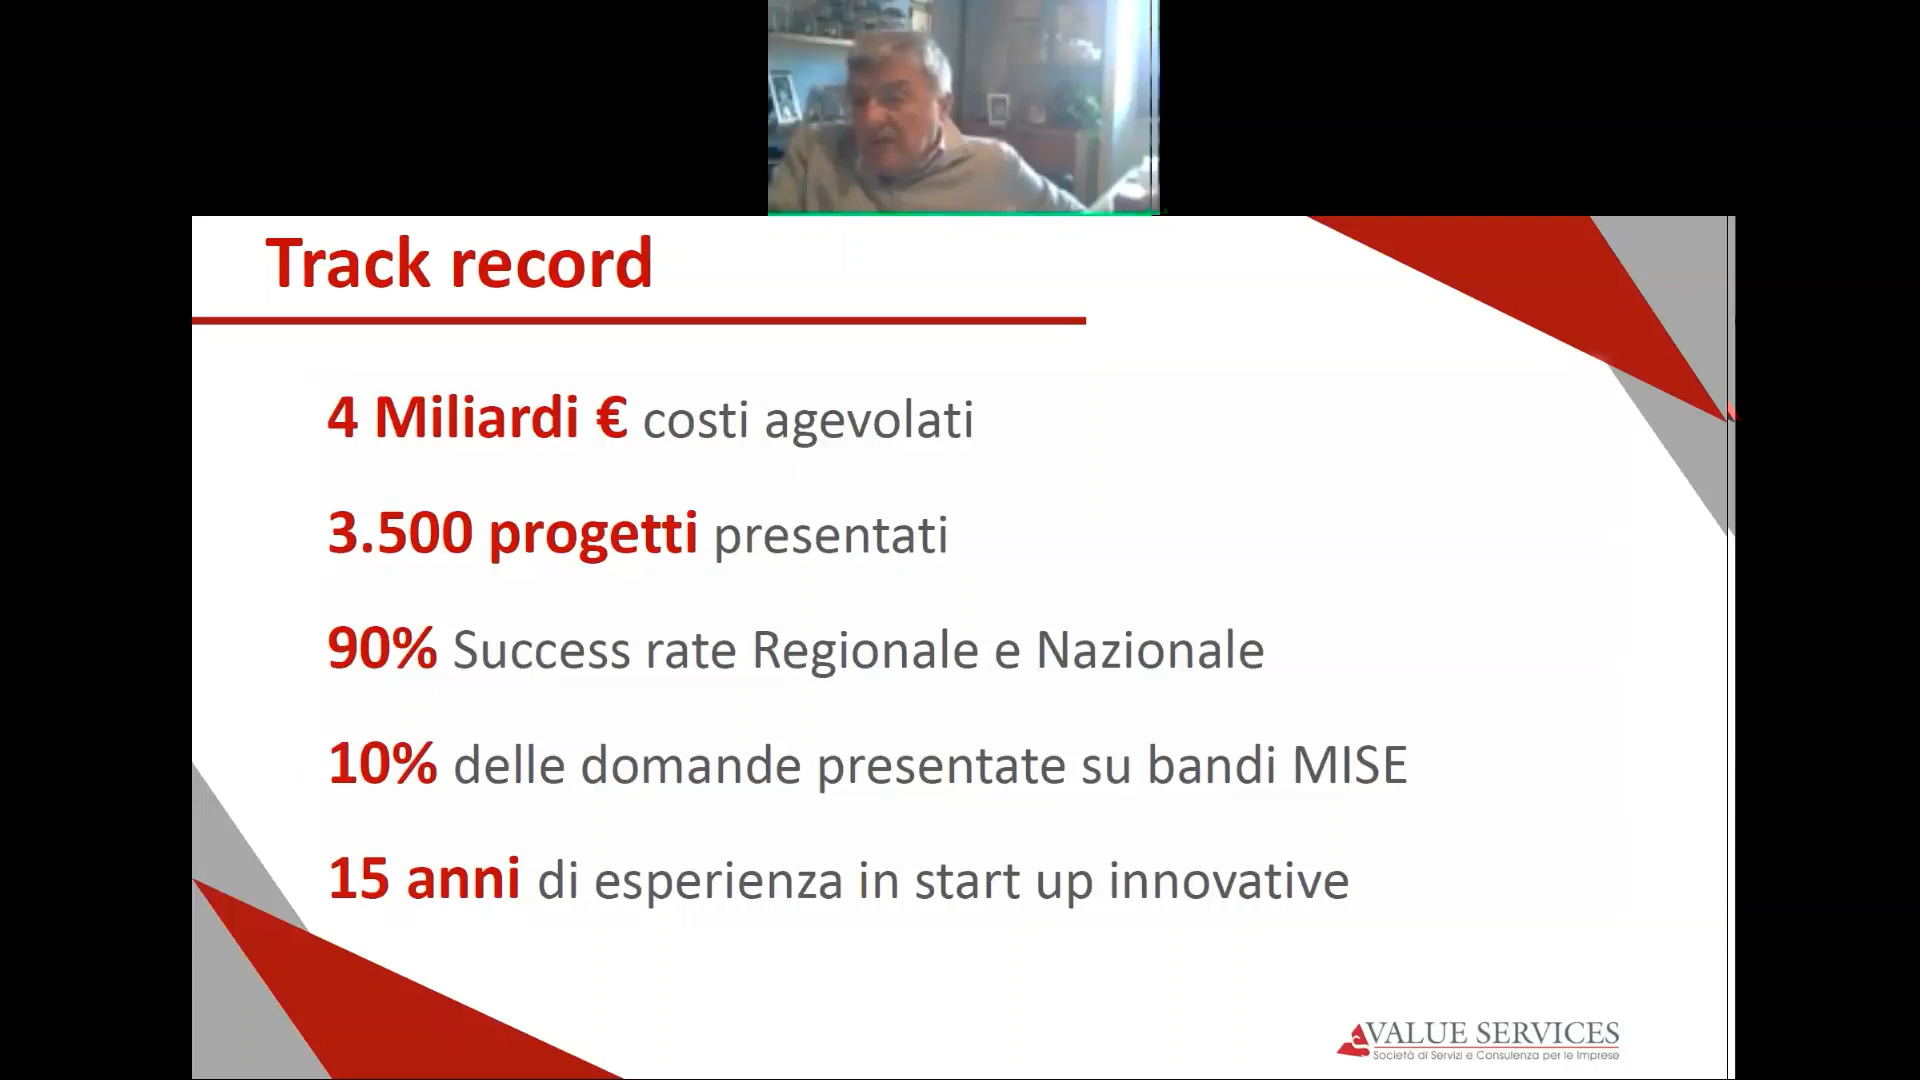 Track record
4 Miliardi € costi agevolati
3.500 progetti presentati
90% Success rate Regionale e Nazionale
10% delle domande presentate su bandi MISE
15 anni di esperienza in start up innovative
VALUE SERVICES
Società di Servizi e Consulenza per le Imprese